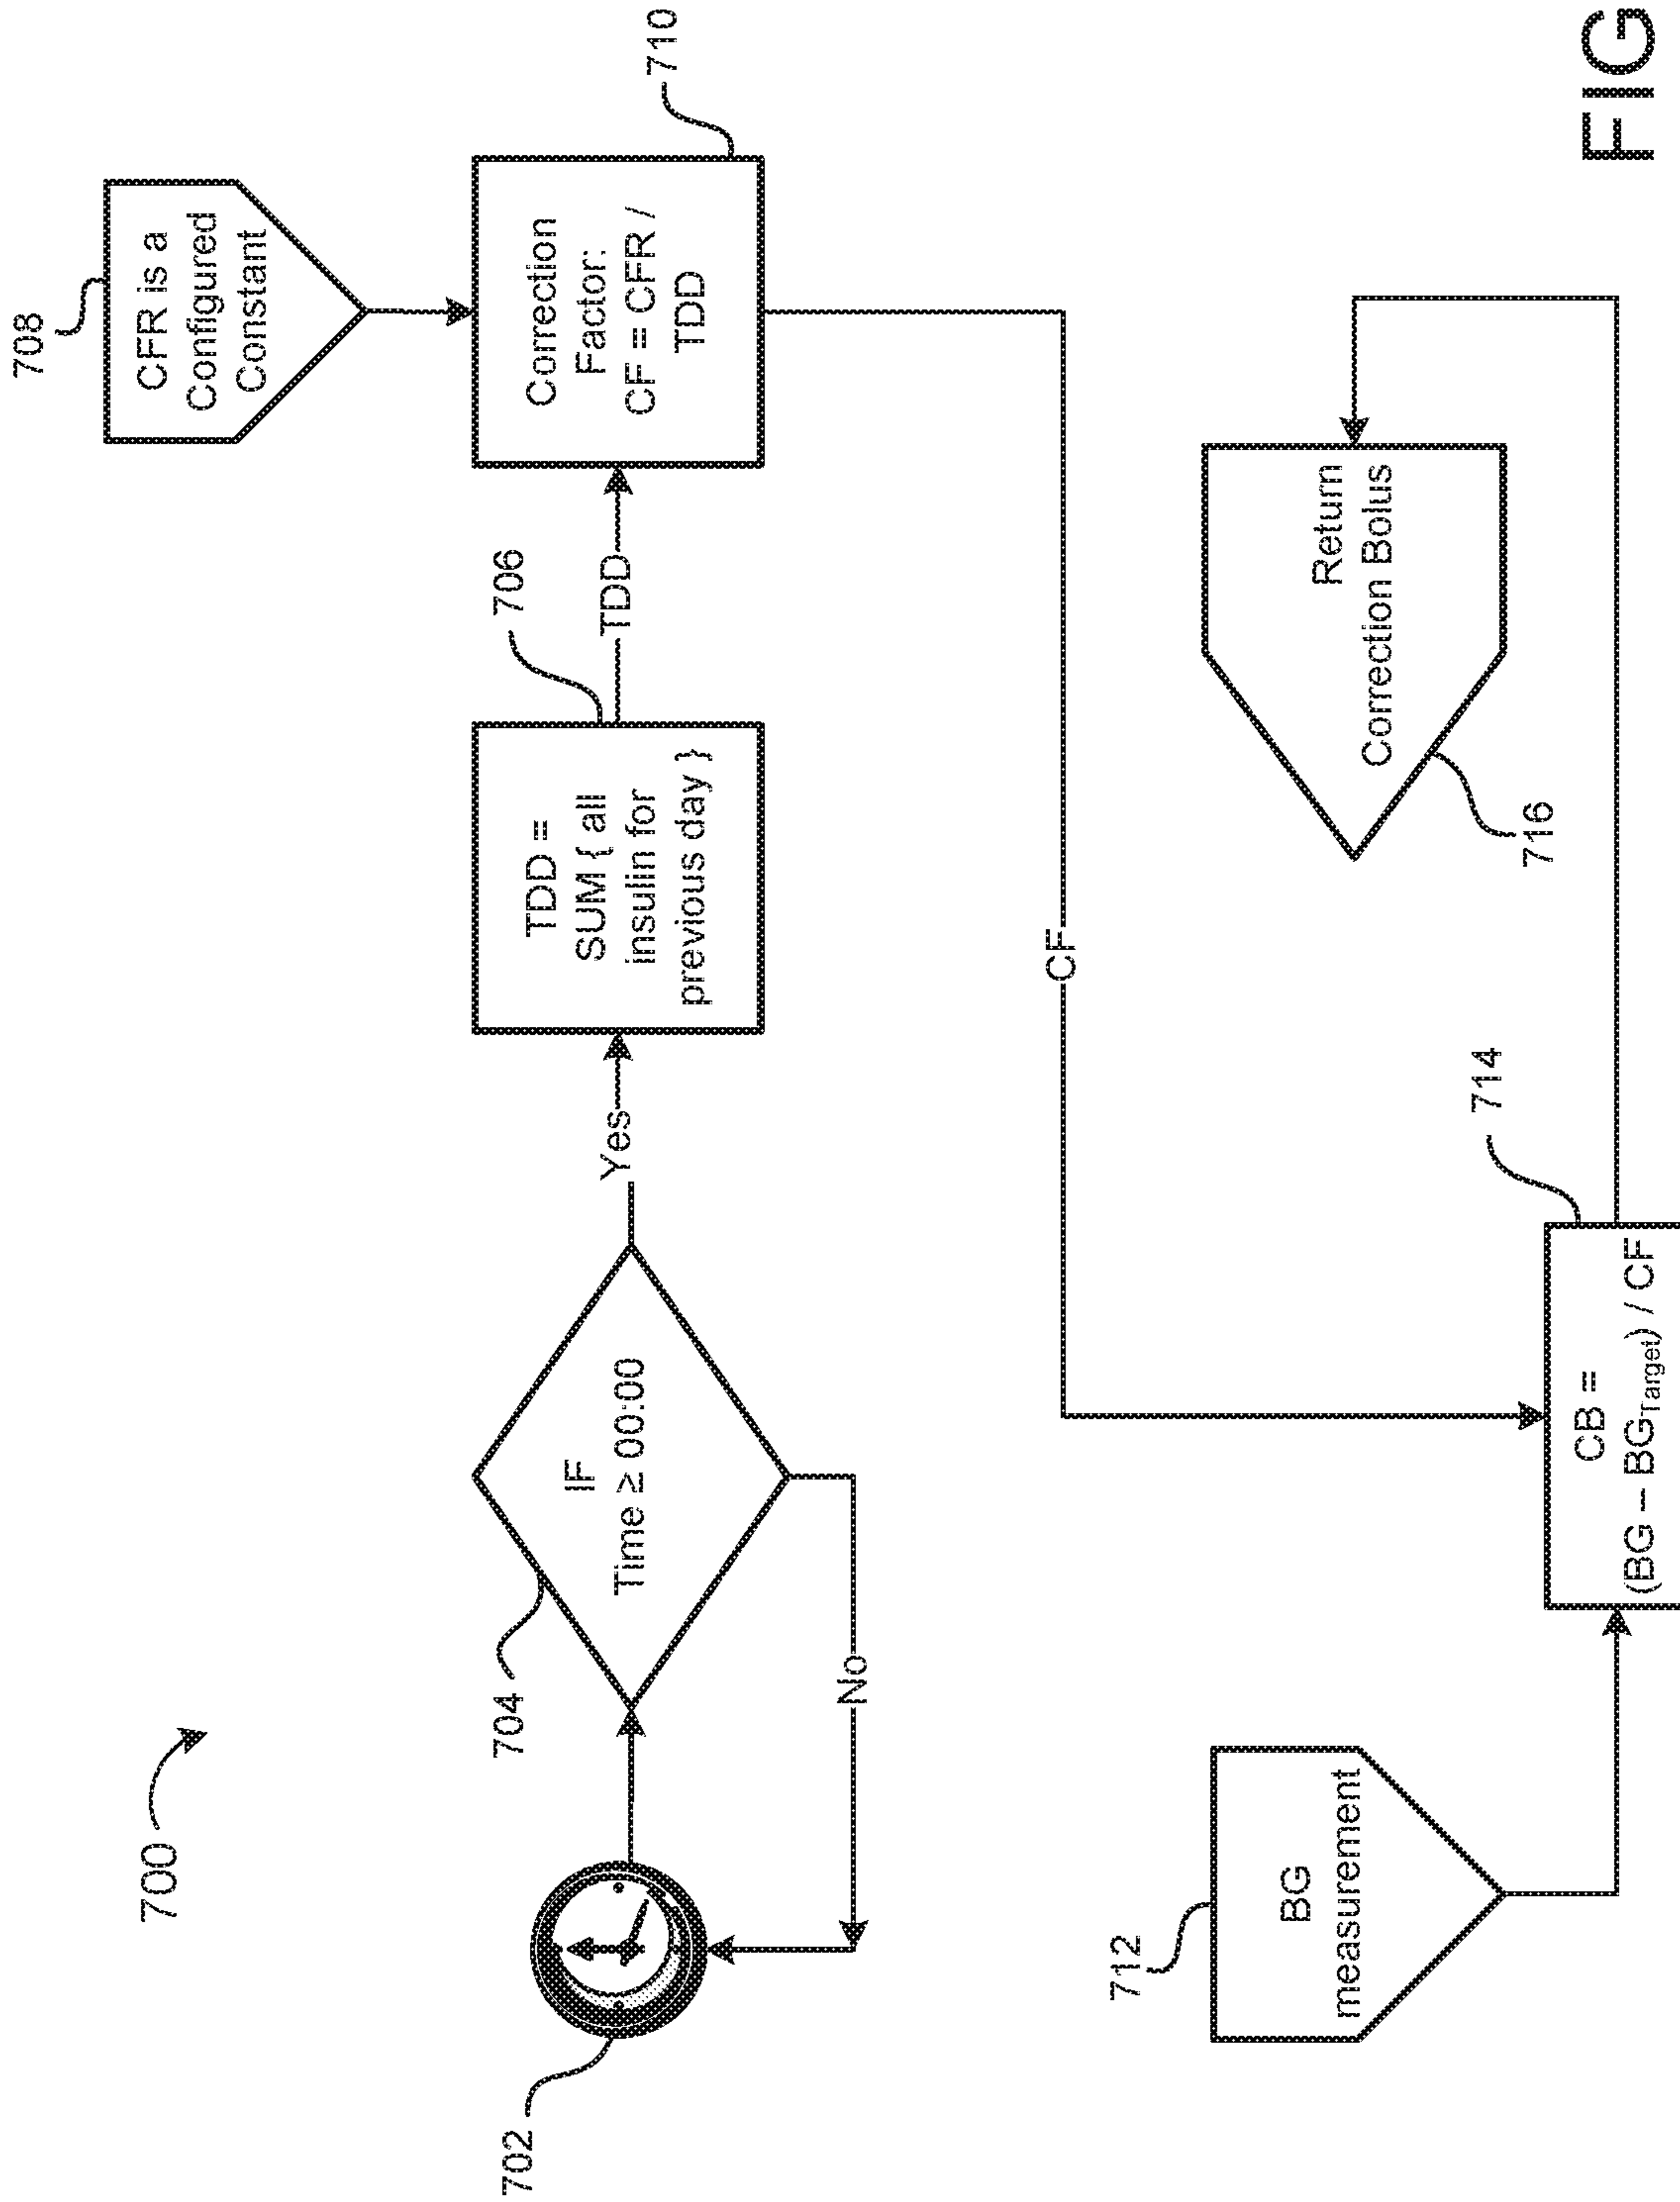 700
702
704
IF
Time ≥ 00:00
Yes
No
706
TDD =
SUM { all
insulin for
previous day }
TDD
708
CFR is a
Configured
Constant
710
Correction
Factor:
CF = CFR /
TDD
CF
712
BG
measurement
714
CB =
(BG – BGTarget) / CF
716
Return
Correction Bolus
FIG